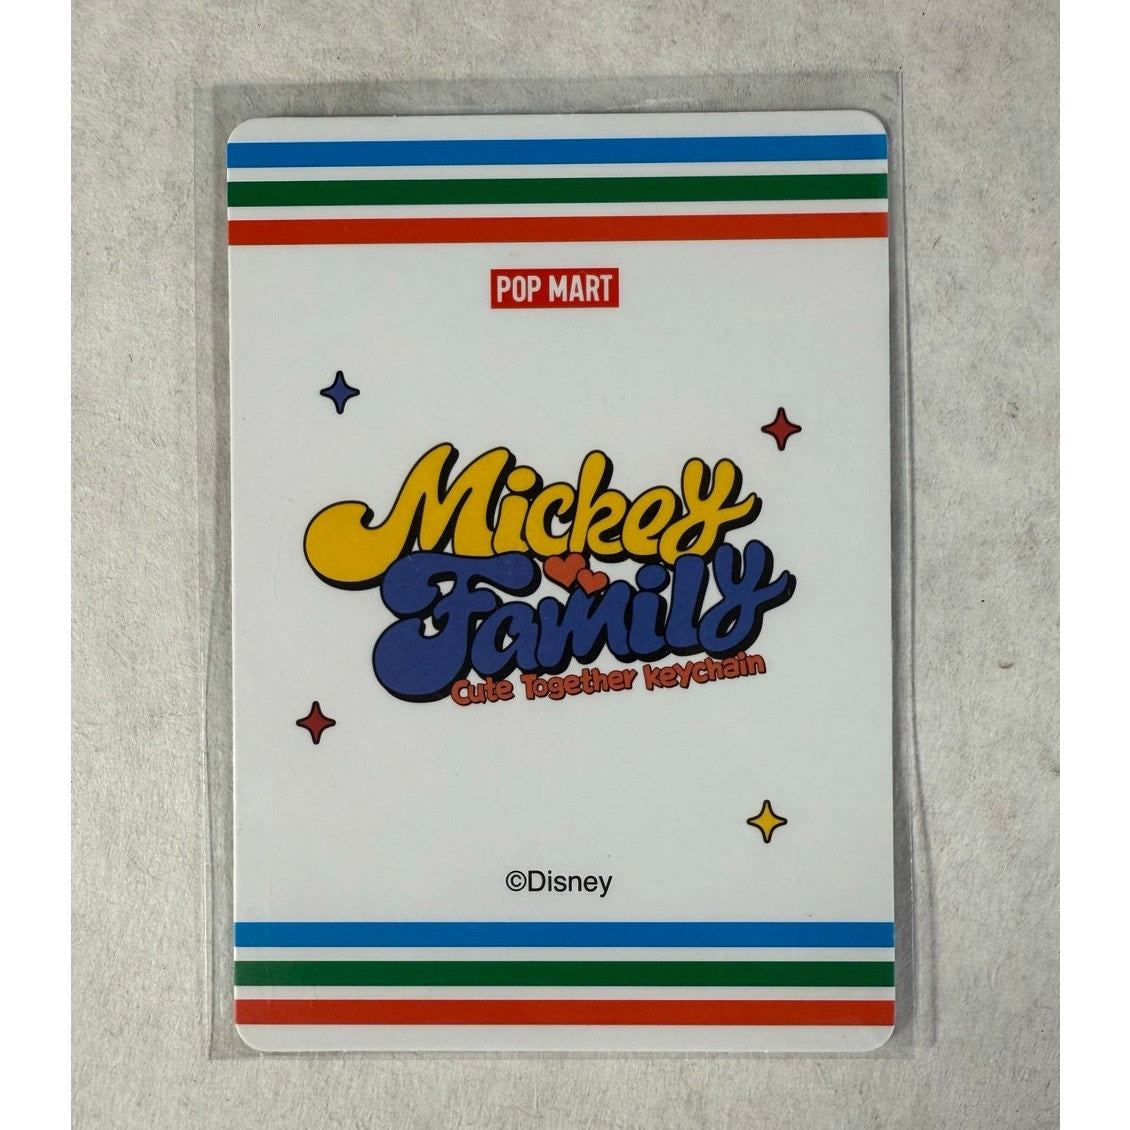 POP MART
Mickey
Family
Cute Together keychain
©Disney